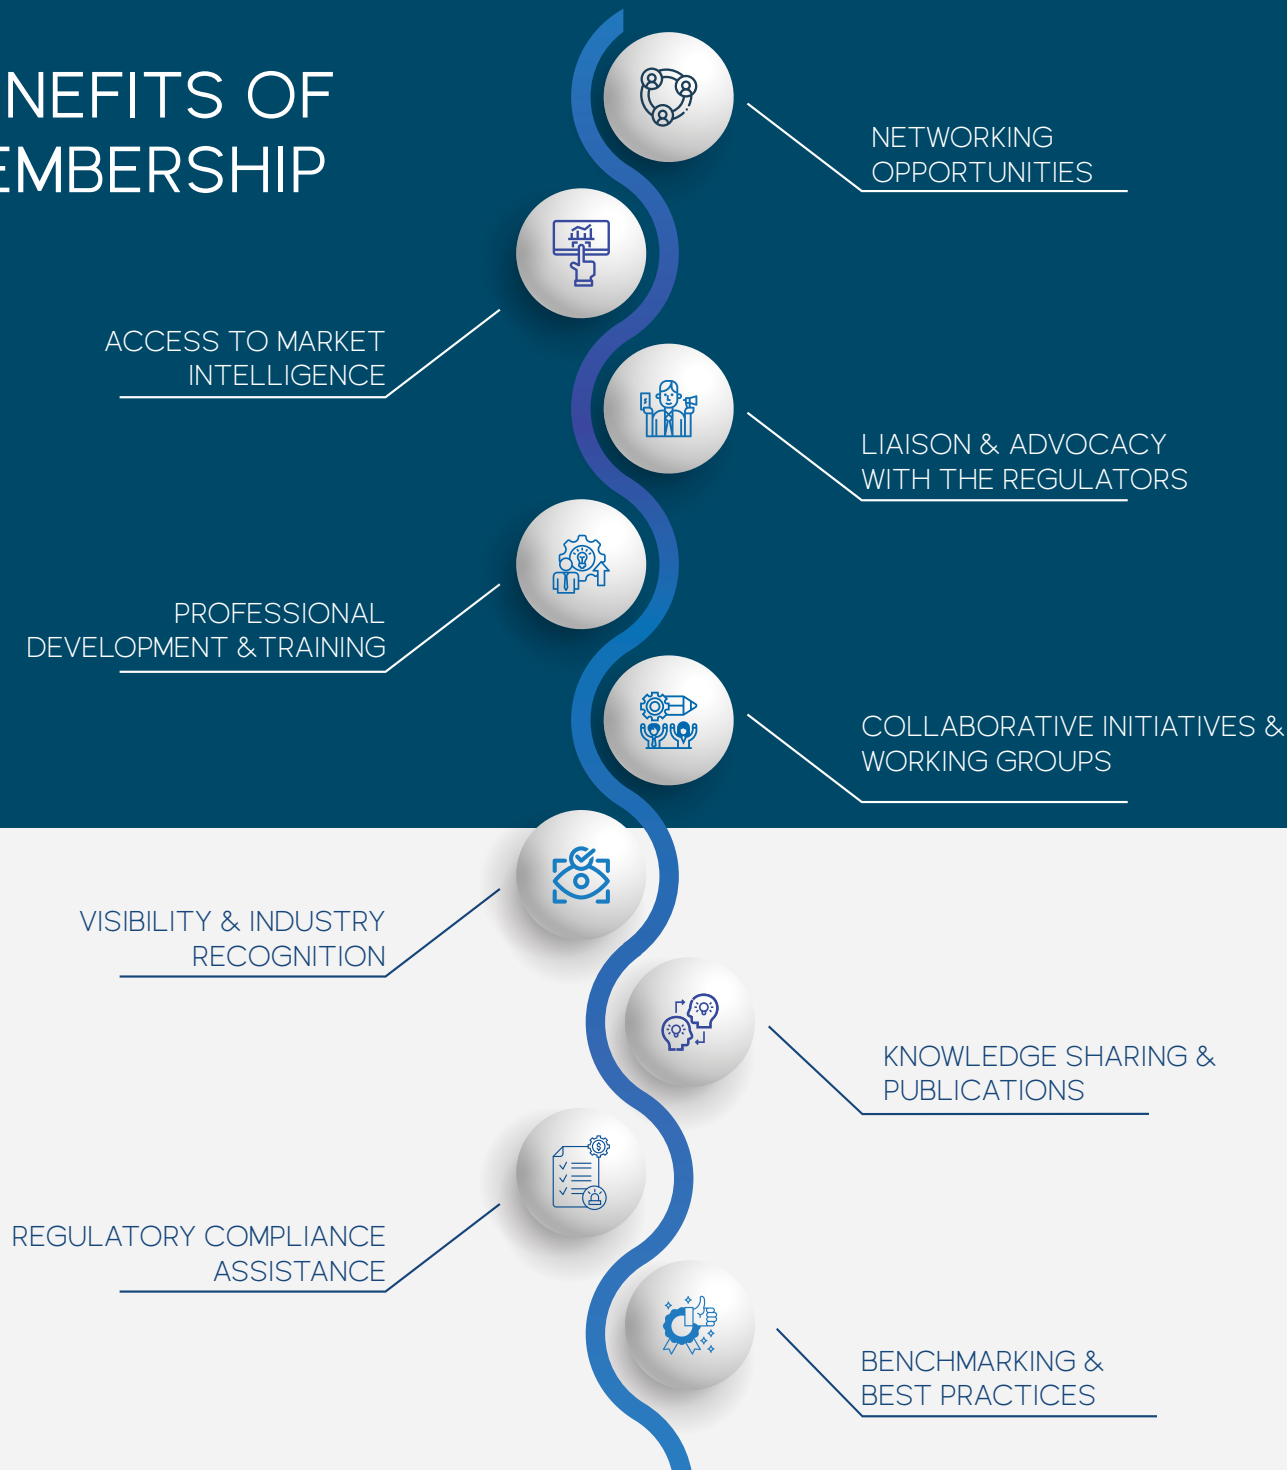 ENEFITS OF
EMBERSHIP
NETWORKING
OPPORTUNITIES
ACCESS TO MARKET
INTELLIGENCE
LIAISON & ADVOCACY
WITH THE REGULATORS
PROFESSIONAL
DEVELOPMENT &TRAINING
COLLABORATIVE INITIATIVES &
WORKING GROUPS
VISIBILITY & INDUSTRY
RECOGNITION
KNOWLEDGE SHARING &
PUBLICATIONS
REGULATORY COMPLIANCE
ASSISTANCE
BENCHMARKING &
BEST PRACTICES